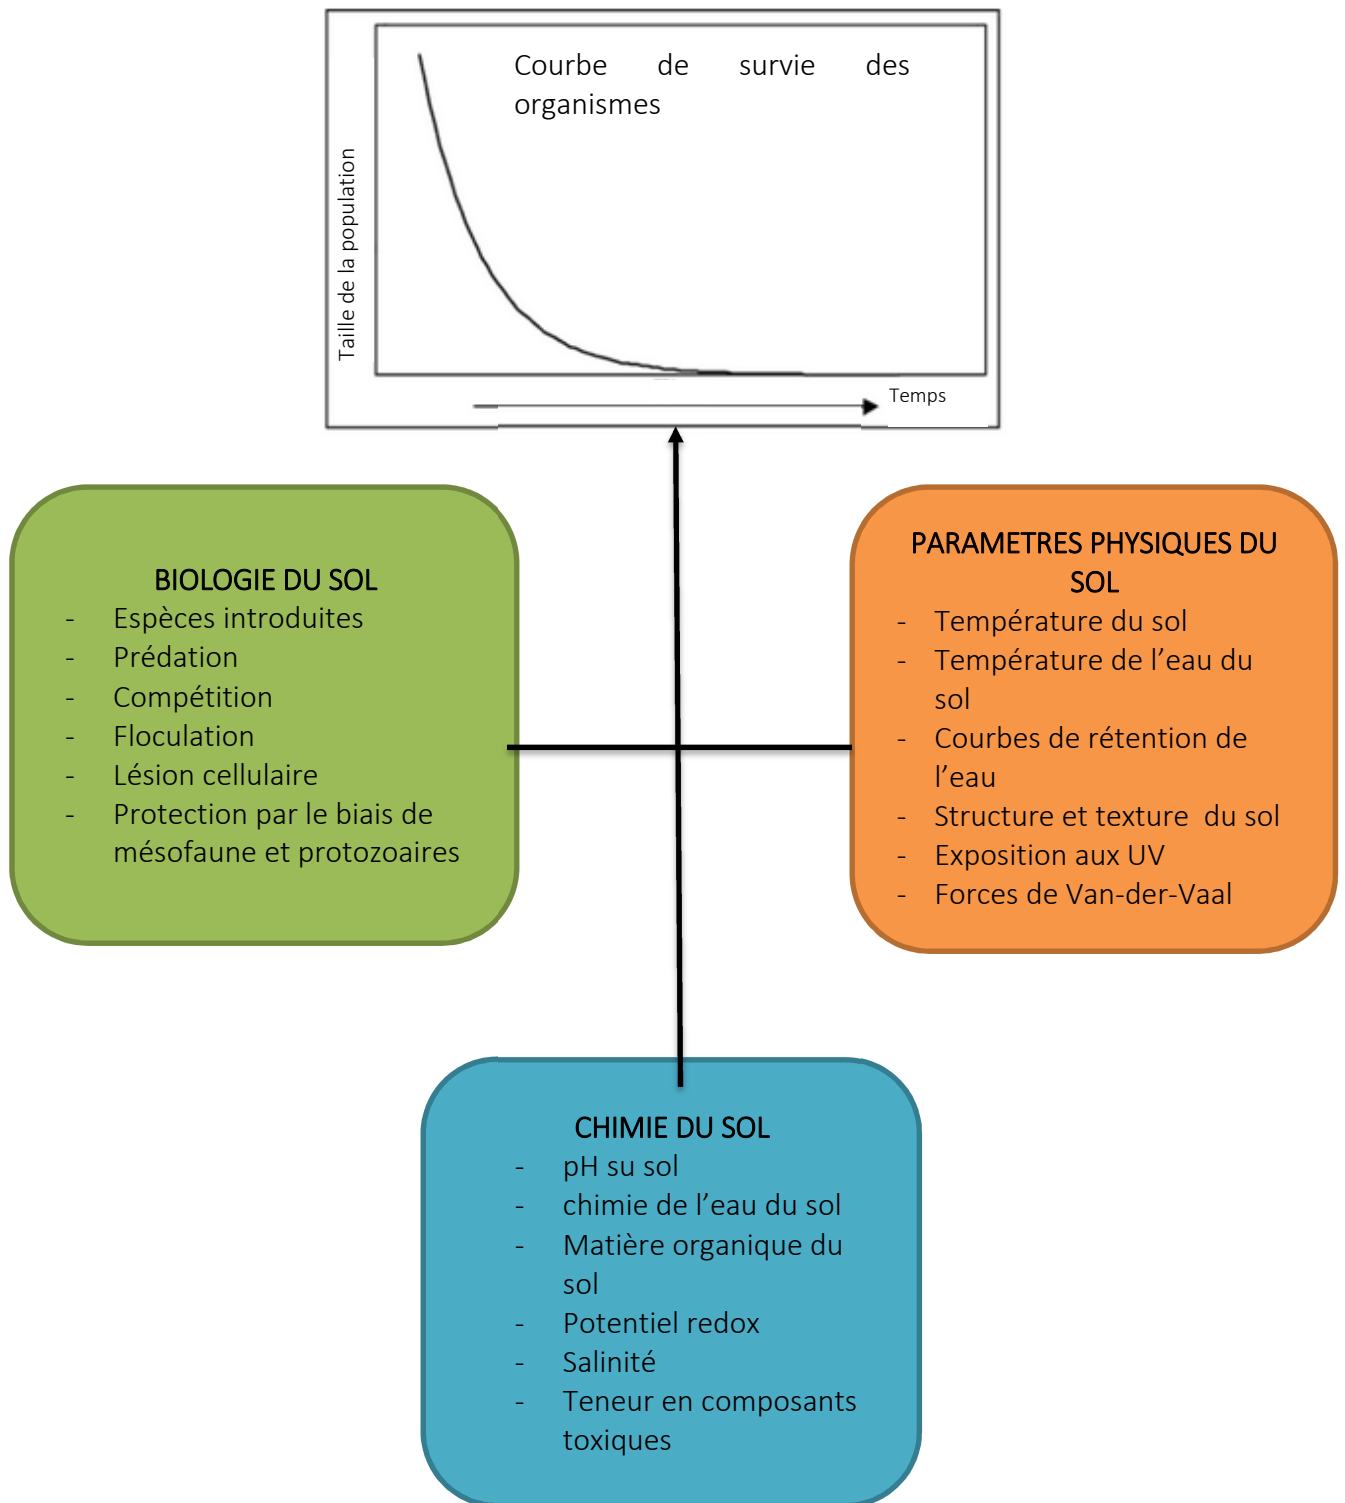 Courbe de survie des
organismes
Taille de la population
Temps
BIOLOGIE DU SOL
- Espèces introduites
- Prédation
- Compétition
- Floculation
- Lésion cellulaire
- Protection par le biais de
mésofaune et protozoaires
PARAMETRES PHYSIQUES DU
SOL
- Température du sol
- Température de l’eau du
sol
- Courbes de rétention de
l’eau
- Structure et texture du sol
- Exposition aux UV
- Forces de Van-der-Vaal
CHIMIE DU SOL
- pH su sol
- chimie de l’eau du sol
- Matière organique du
sol
- Potentiel redox
- Salinité
- Teneur en composants
toxiques